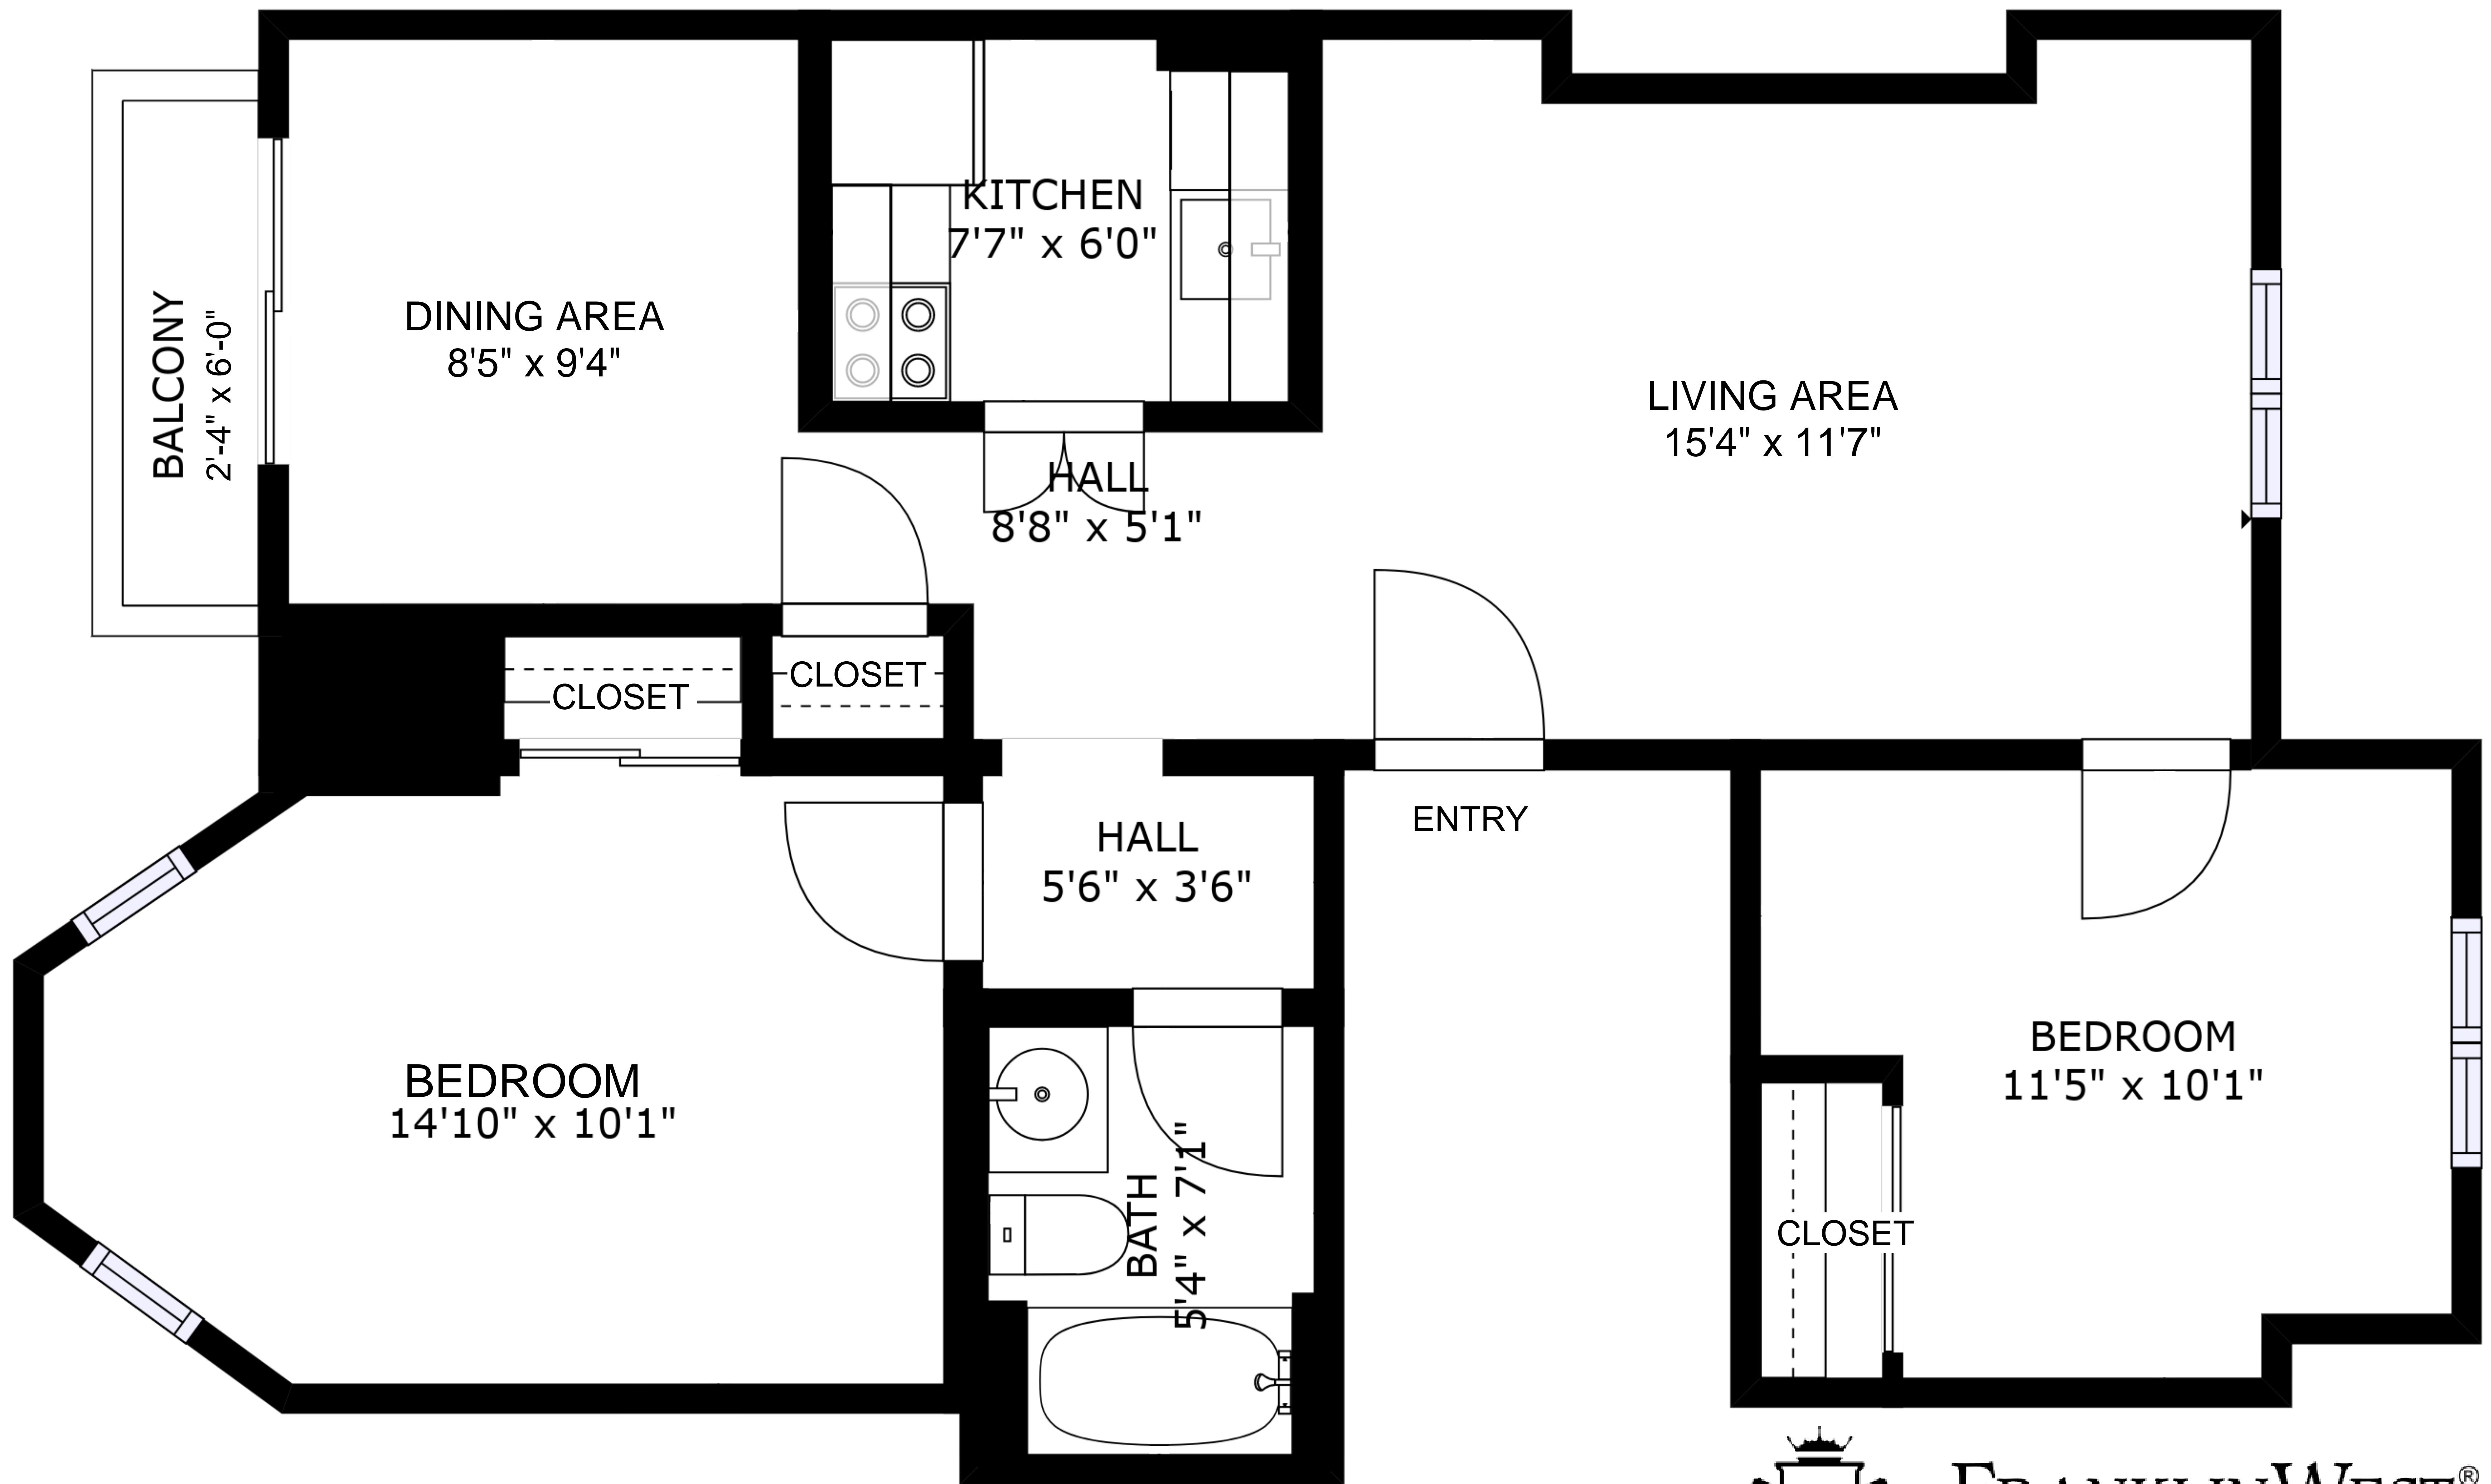 KITCHEN
7'7" x 6'0"
DINING AREA
8'5" x 9'4"
BALCONY
2'-4" x 6'-0"
LIVING AREA
15'4" x 11'7"
HALL
8'8" x 5'1"
CLOSET
CLOSET
HALL
5'6" x 3'6"
ENTRY
BEDROOM
14'10" x 10'1"
BEDROOM
11'5" x 10'1"
BATH
5'4" x 7'1"
CLOSET
FRANKLINWEST®